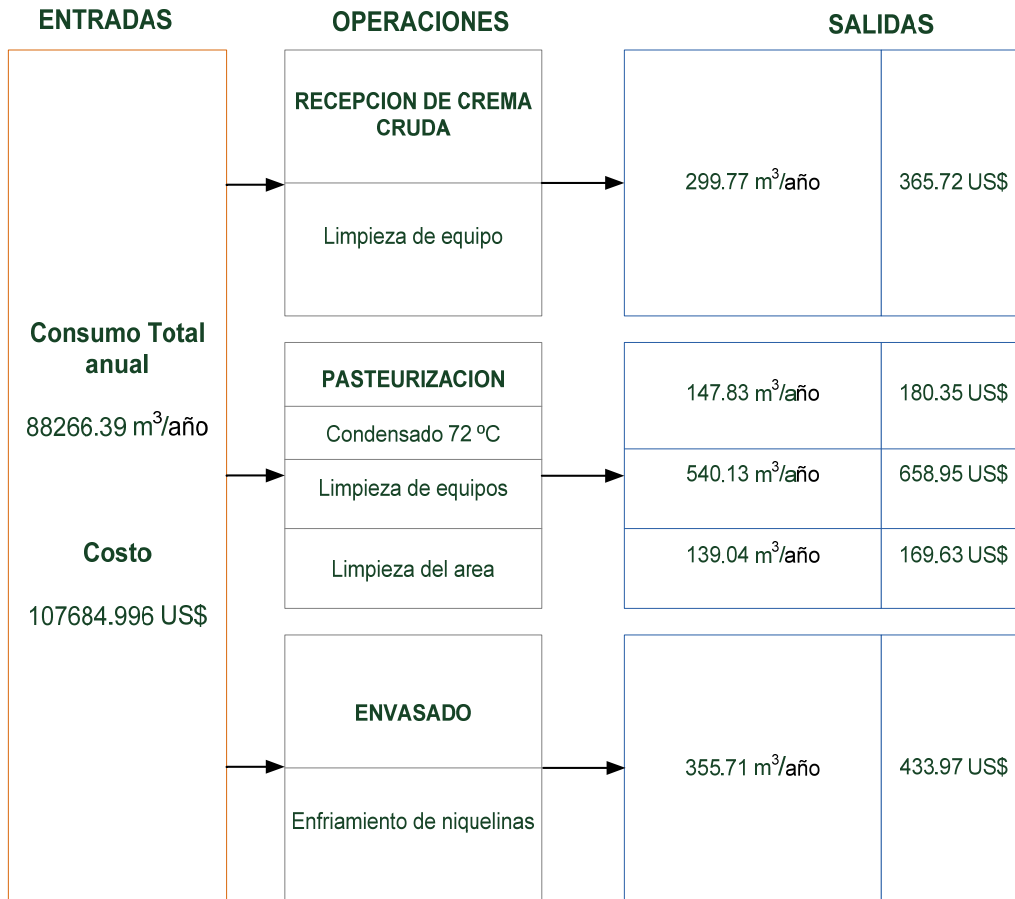 ENTRADAS
OPERACIONES
SALIDAS
Consumo Total
anual
88266.39 m³/año
Costo
107684.996 US$
RECEPCION DE CREMA
CRUDA
Limpieza de equipo
299.77 m³/año
365.72 US$
PASTEURIZACION
Condensado 72 ºC
Limpieza de equipos
Limpieza del area
147.83 m³/año
180.35 US$
540.13 m³/año
658.95 US$
139.04 m³/año
169.63 US$
ENVASADO
Enfriamiento de niquelinas
355.71 m³/año
433.97 US$